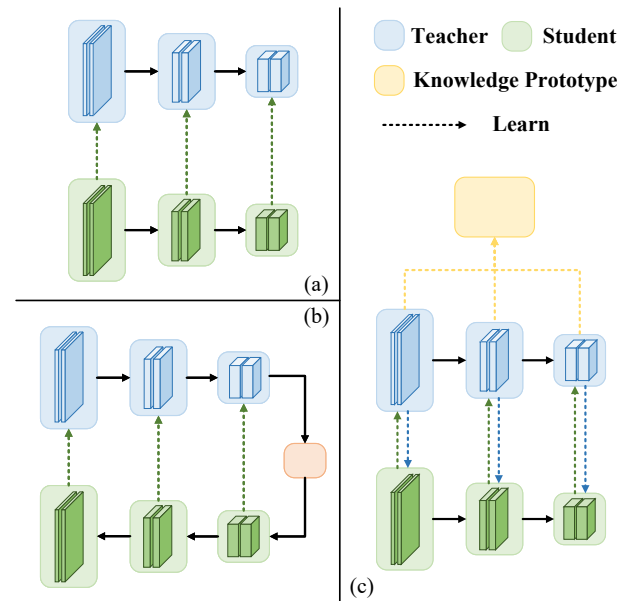 Teacher
Student
Knowledge Prototype
Learn
(a)
(b)
(c)